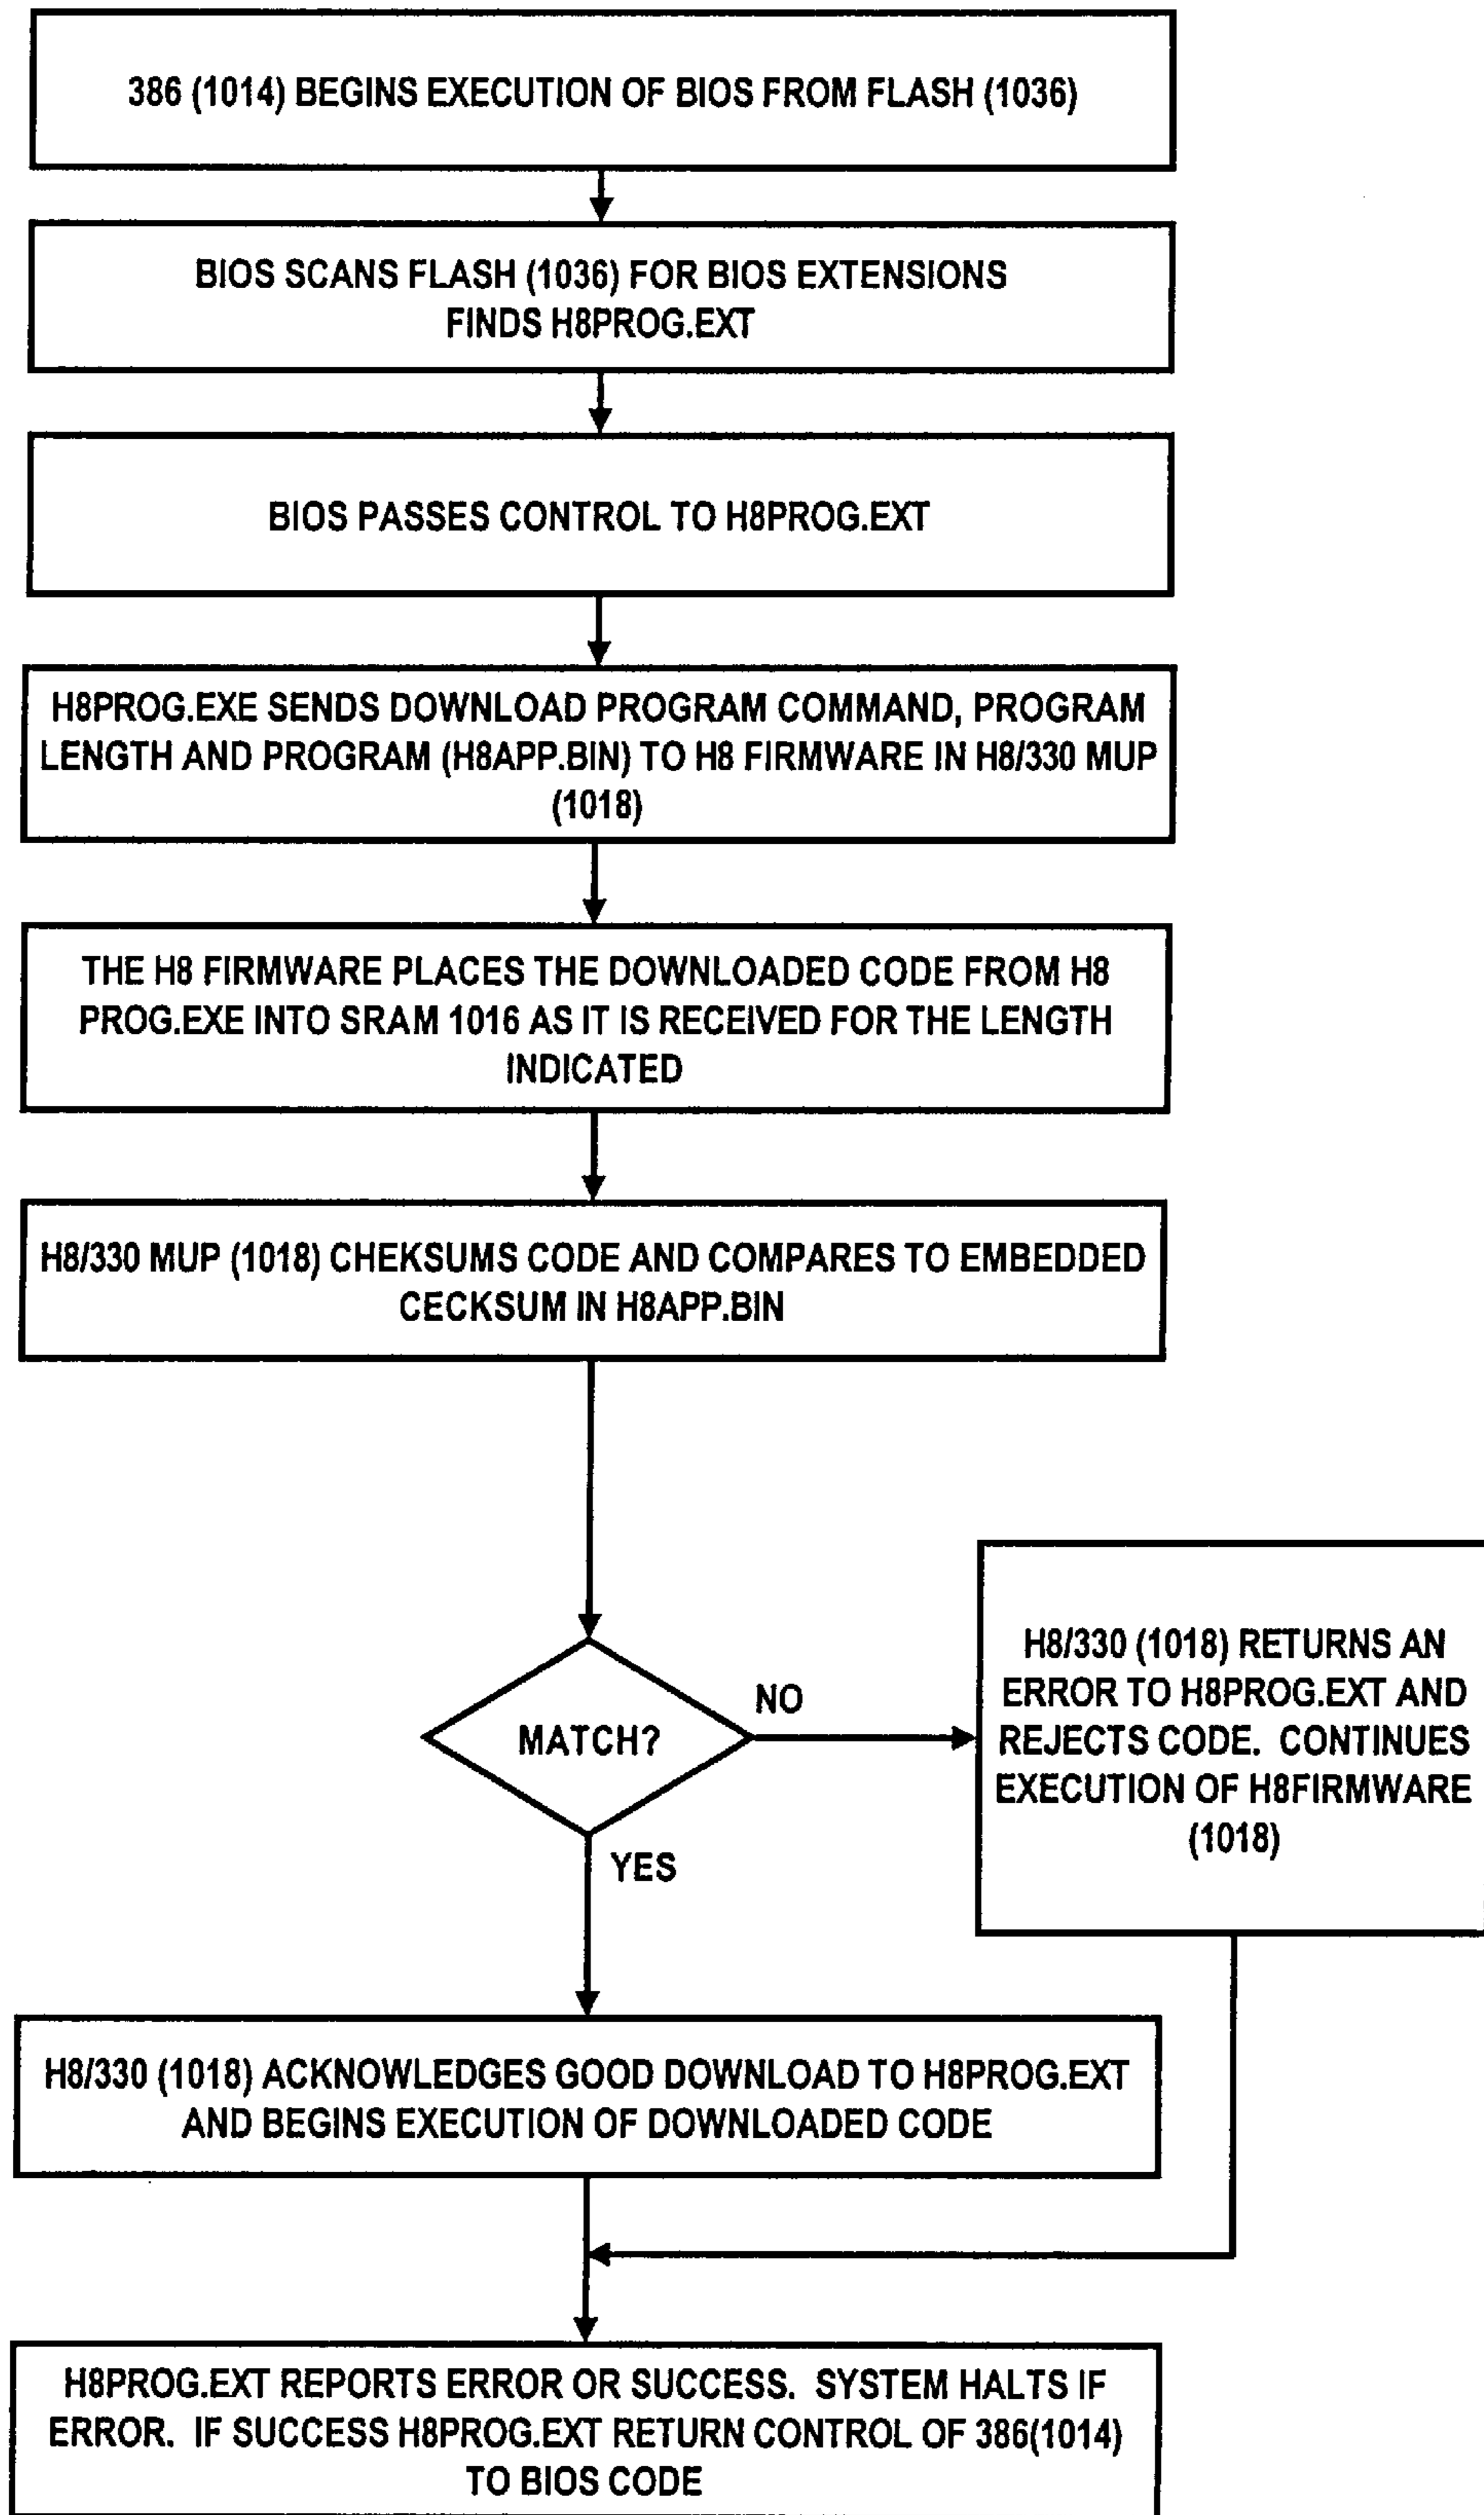 386 (1014) BEGINS EXECUTION OF BIOS FROM FLASH (1036)
BIOS SCANS FLASH (1036) FOR BIOS EXTENSIONS
FINDS H8PROG.EXT
BIOS PASSES CONTROL TO H8PROG.EXT
H8PROG.EXE SENDS DOWNLOAD PROGRAM COMMAND, PROGRAM
LENGTH AND PROGRAM (H8APP.BIN) TO H8 FIRMWARE IN H8/330 MUP
(1018)
THE H8 FIRMWARE PLACES THE DOWNLOADED CODE FROM H8
PROG.EXE INTO SRAM 1016 AS IT IS RECEIVED FOR THE LENGTH
INDICATED
H8/330 MUP (1018) CHEKSUMS CODE AND COMPARES TO EMBEDDED
CECKSUM IN H8APP.BIN
MATCH?
NO
H8/330 (1018) RETURNS AN
ERROR TO H8PROG.EXT AND
REJECTS CODE. CONTINUES
EXECUTION OF H8FIRMWARE
(1018)
YES
H8/330 (1018) ACKNOWLEDGES GOOD DOWNLOAD TO H8PROG.EXT
AND BEGINS EXECUTION OF DOWNLOADED CODE
H8PROG.EXT REPORTS ERROR OR SUCCESS. SYSTEM HALTS IF
ERROR. IF SUCCESS H8PROG.EXT RETURN CONTROL OF 386(1014)
TO BIOS CODE